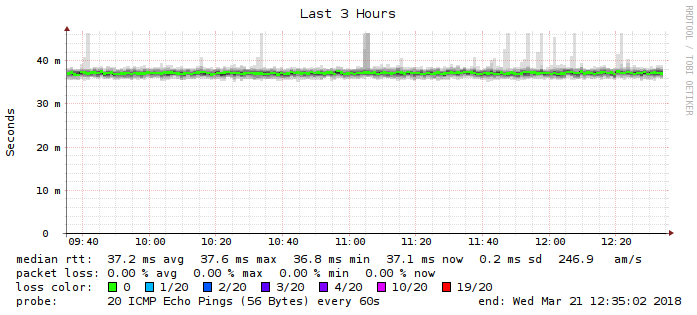 Last 3 Hours
RRDTOOL / TOBI OETIKER
Seconds
40 m
30 m
20 m
10 m
0
09:40 10:00 10:20 10:40 11:00 11:20 11:40 12:00 12:20
median rtt: 37.2 ms avg 37.6 ms max 36.8 ms min 37.1 ms now 0.2 ms sd 246.9 am/s
packet loss: 0.00 % avg 0.00 % max 0.00 % min 0.00 % now
loss color: 0 1/20 2/20 3/20 4/20 10/20 19/20
probe: 20 ICMP Echo Pings (56 Bytes) every 60s end: Wed Mar 21 12:35:02 2018